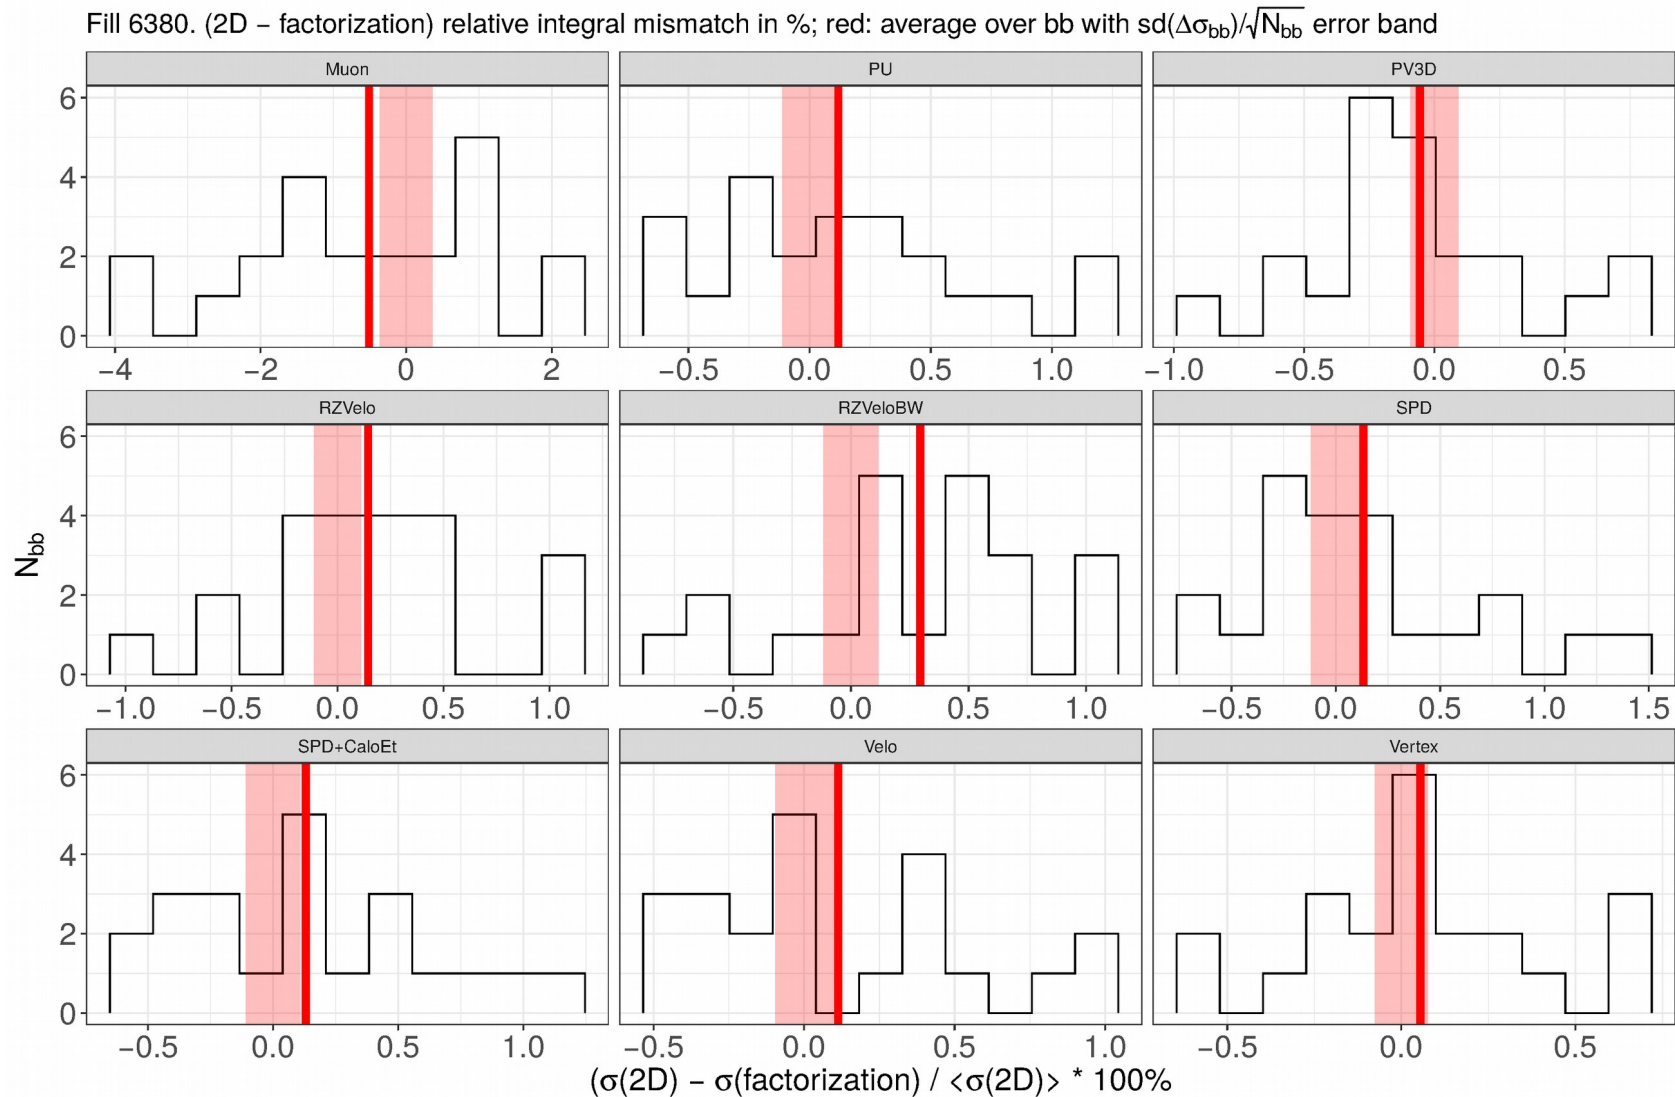 Fill 6380. (2D − factorization) relative integral mismatch in %; red: average over bb with sd(Δσbb)/√Nbb error band
Muon PU PV3D
6
4
2
0
−4 −2 0 2 −0.5 0.0 0.5 1.0 −1.0 −0.5 0.0 0.5
RZVelo RZVeloBW SPD
6
4
2
0
−1.0 −0.5 0.0 0.5 1.0 −0.5 0.0 0.5 1.0 −0.5 0.0 0.5 1.0 1.5
Nbb
SPD+CaloEt Velo Vertex
6
4
2
0
−0.5 0.0 0.5 1.0 −0.5 0.0 0.5 1.0 −0.5 0.0 0.5
(σ(2D) − σ(factorization) / <σ(2D)> * 100%